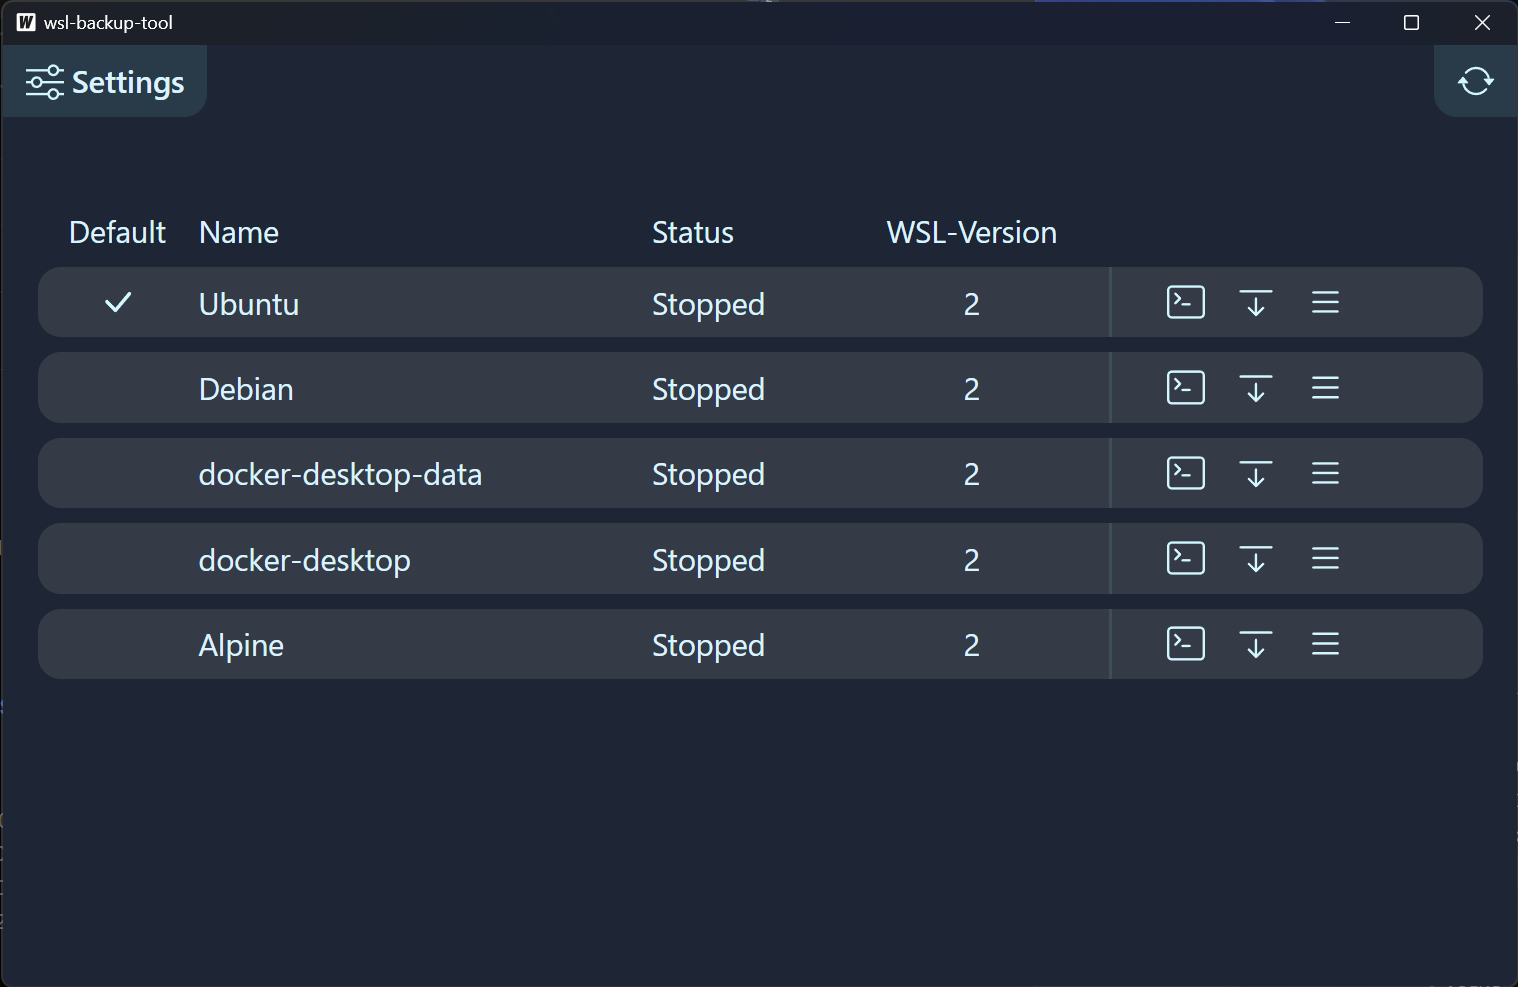 W wsl-backup-tool
Settings
Default Name Status WSL-Version
Ubuntu Stopped 2
Debian Stopped 2
docker-desktop-data Stopped 2
docker-desktop Stopped 2
Alpine Stopped 2